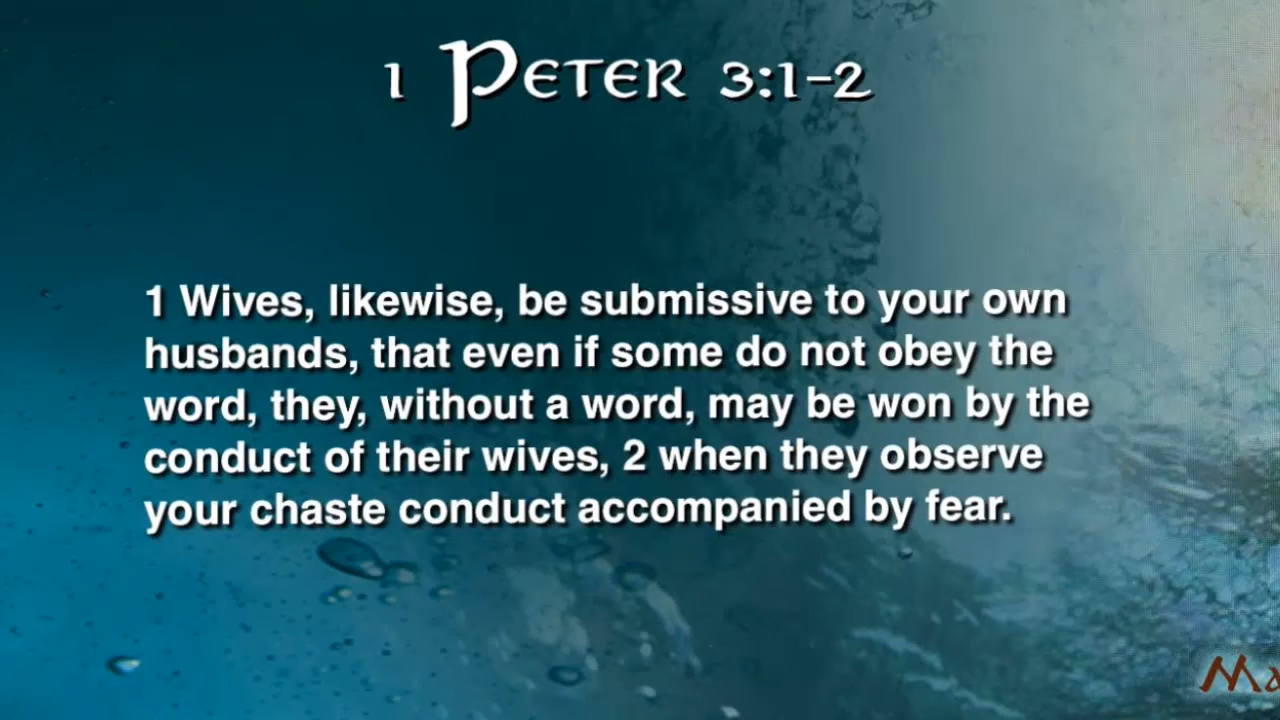 1 Peter 3:1-2
1 Wives, likewise, be submissive to your own
husbands, that even if some do not obey the
word, they, without a word, may be won by the
conduct of their wives, 2 when they observe
your chaste conduct accompanied by fear.
Ma